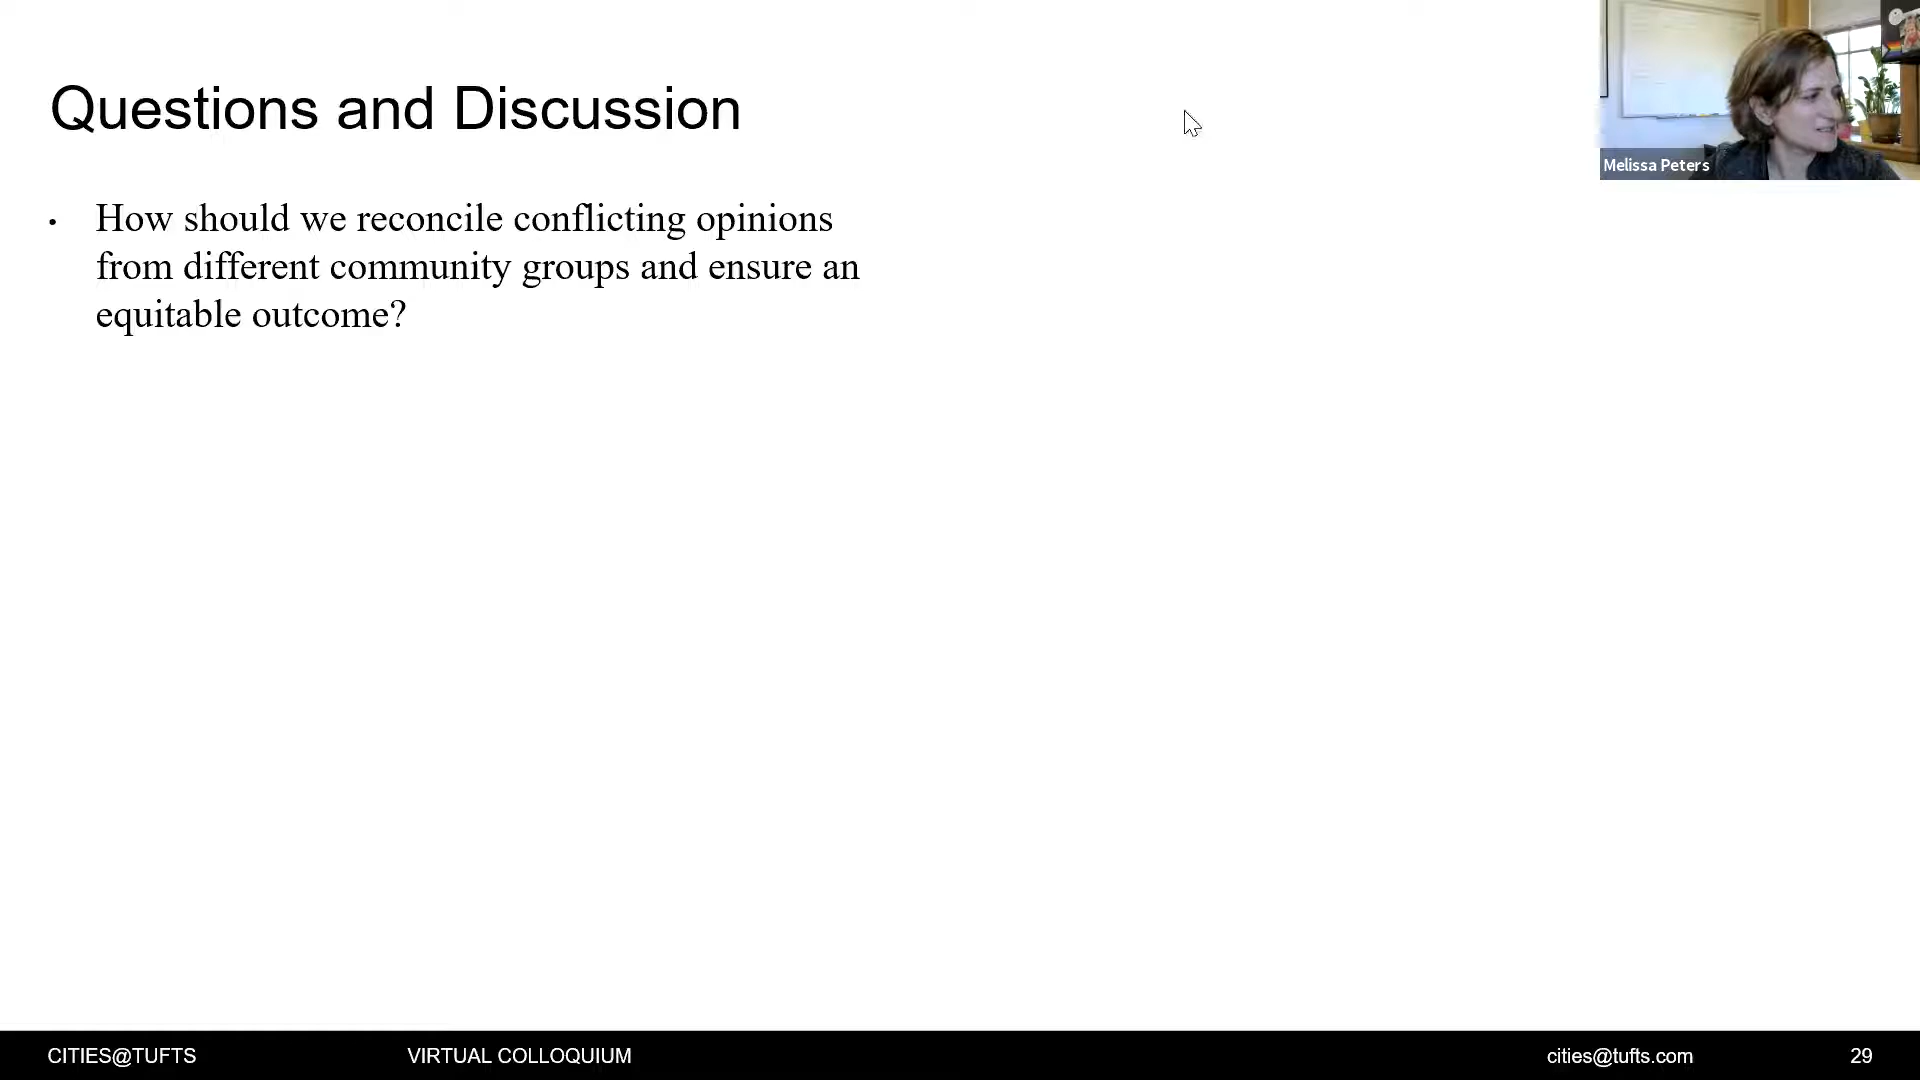 Questions and Discussion
• How should we reconcile conflicting opinions
from different community groups and ensure an
equitable outcome?
Melissa Peters
CITIES@TUFTS
VIRTUAL COLLOQUIUM
cities@tufts.com
29